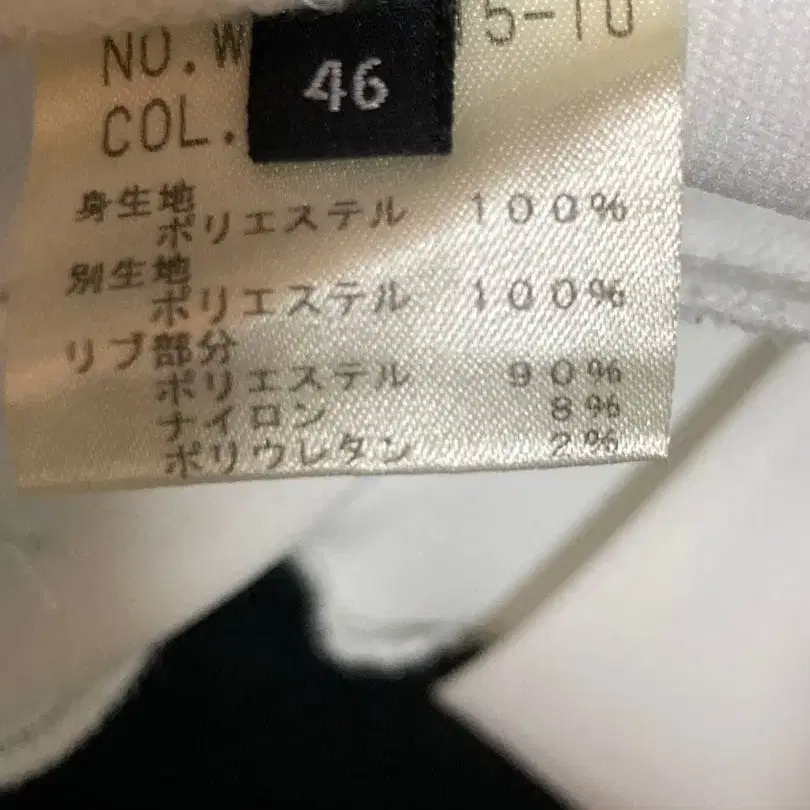 NO.W 5-10
46
COL.
身生地
ポリエステル 100%
別生地
ポリエステル 100%
リブ部分
ポリエステル 90%
ナイロン 8%
ポリウレタン 2%